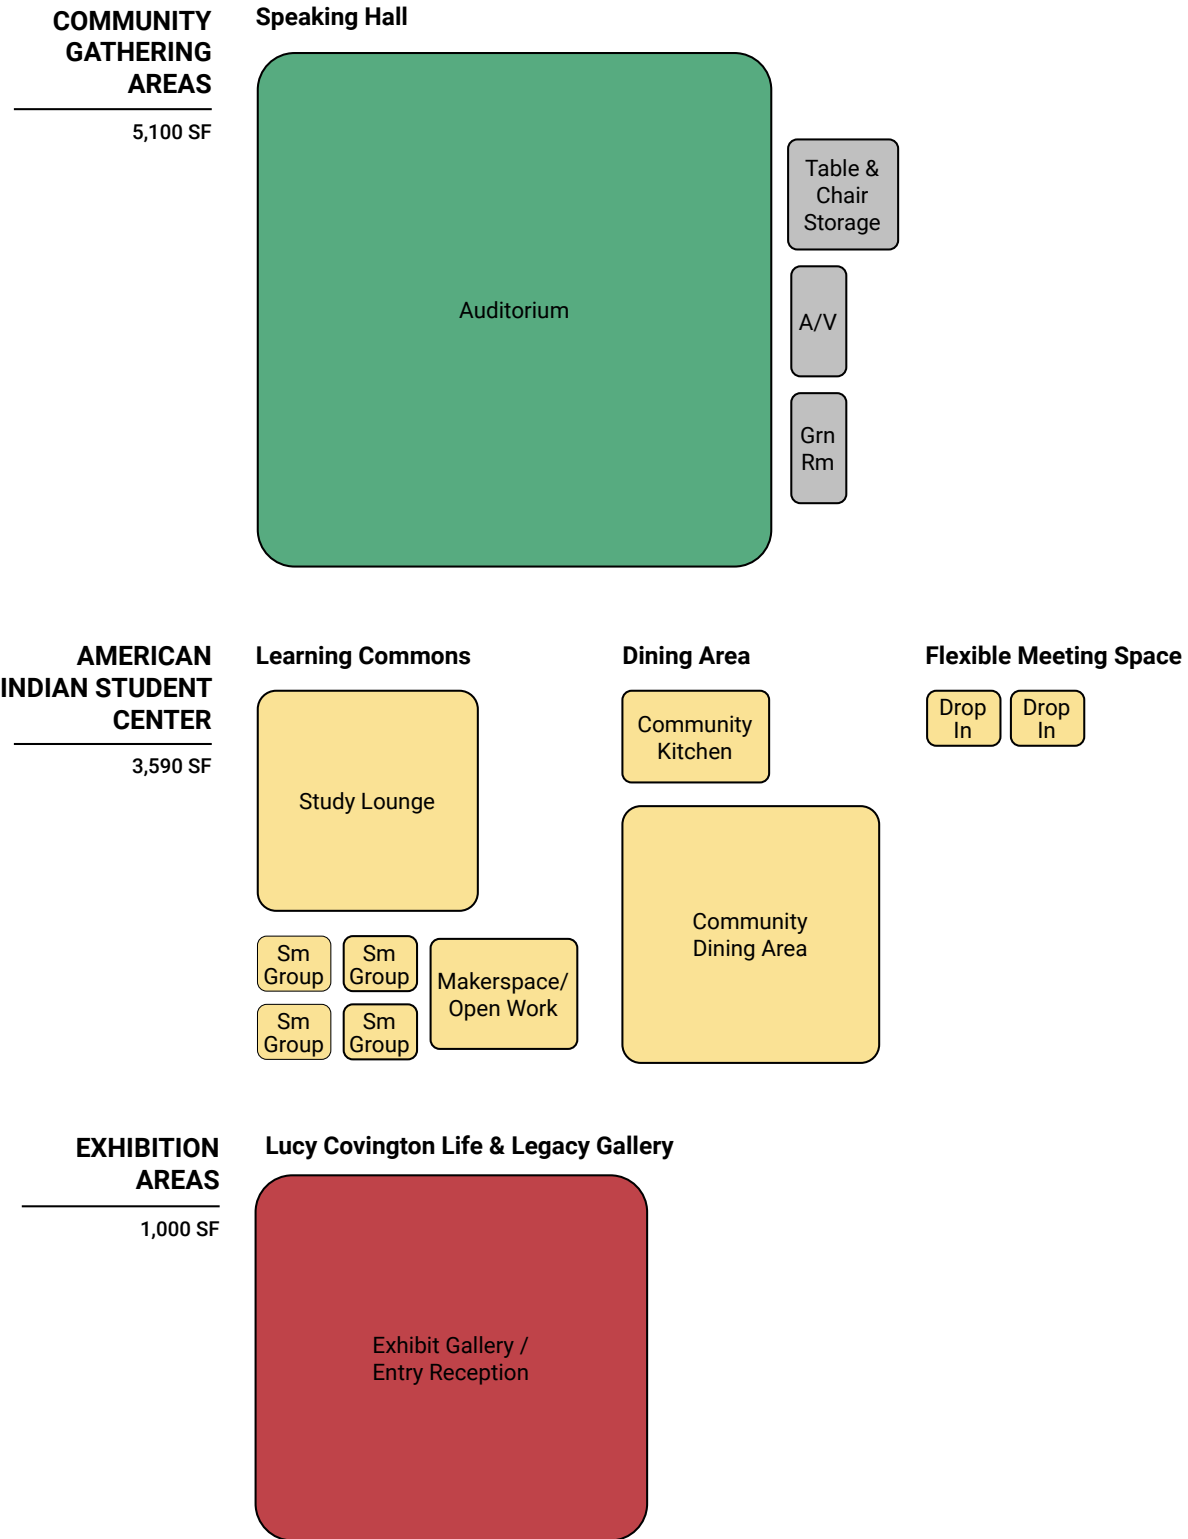 COMMUNITY
GATHERING
AREAS
5,100 SF
Speaking Hall
Auditorium
Table &
Chair
Storage
A/V
Grn
Rm
AMERICAN
INDIAN STUDENT
CENTER
3,590 SF
Learning Commons
Study Lounge
Sm
Group
Sm
Group
Sm
Group
Sm
Group
Makerspace/
Open Work
Dining Area
Community
Kitchen
Community
Dining Area
Flexible Meeting Space
Drop
In
Drop
In
EXHIBITION
AREAS
1,000 SF
Lucy Covington Life & Legacy Gallery
Exhibit Gallery /
Entry Reception